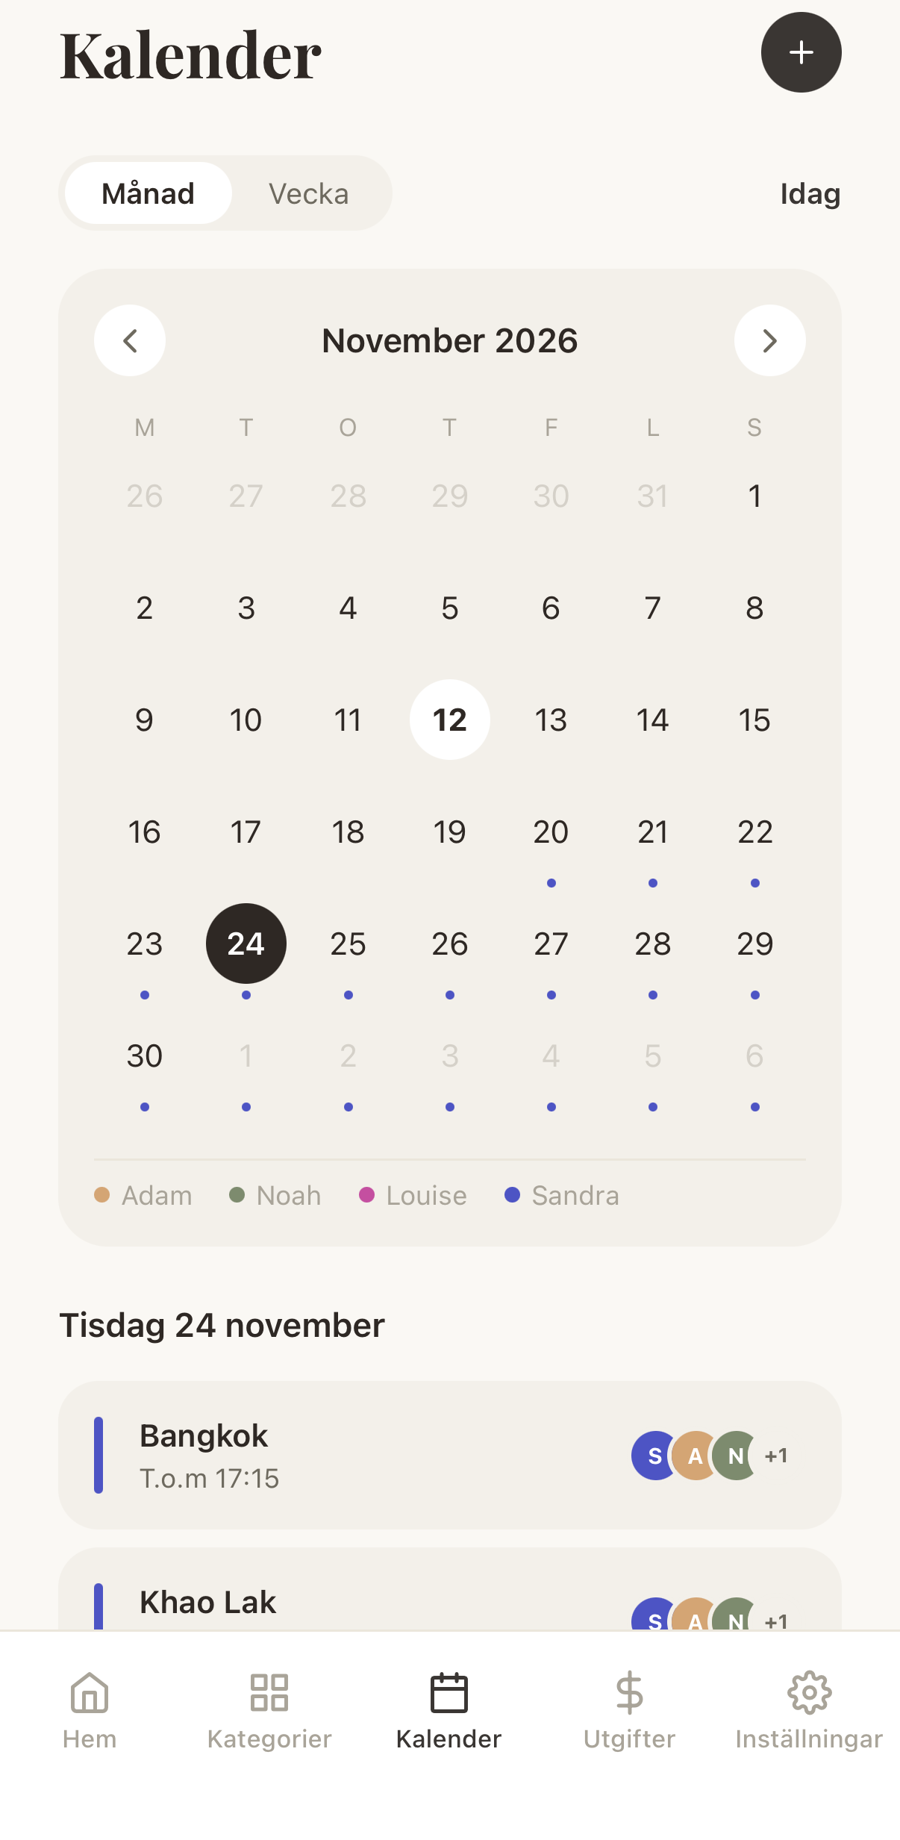 Kalender
+
Månad Vecka Idag
November 2026
M T O T F L S
26 27 28 29 30 31 1
2 3 4 5 6 7 8
9 10 11 12 13 14 15
16 17 18 19 20 21 22
23 24 25 26 27 28 29
30 1 2 3 4 5 6
Adam Noah Louise Sandra
Tisdag 24 november
Bangkok
T.o.m 17:15
S A N +1
Khao Lak
S A N +1
Hem Kategorier Kalender Utgifter Inställningar